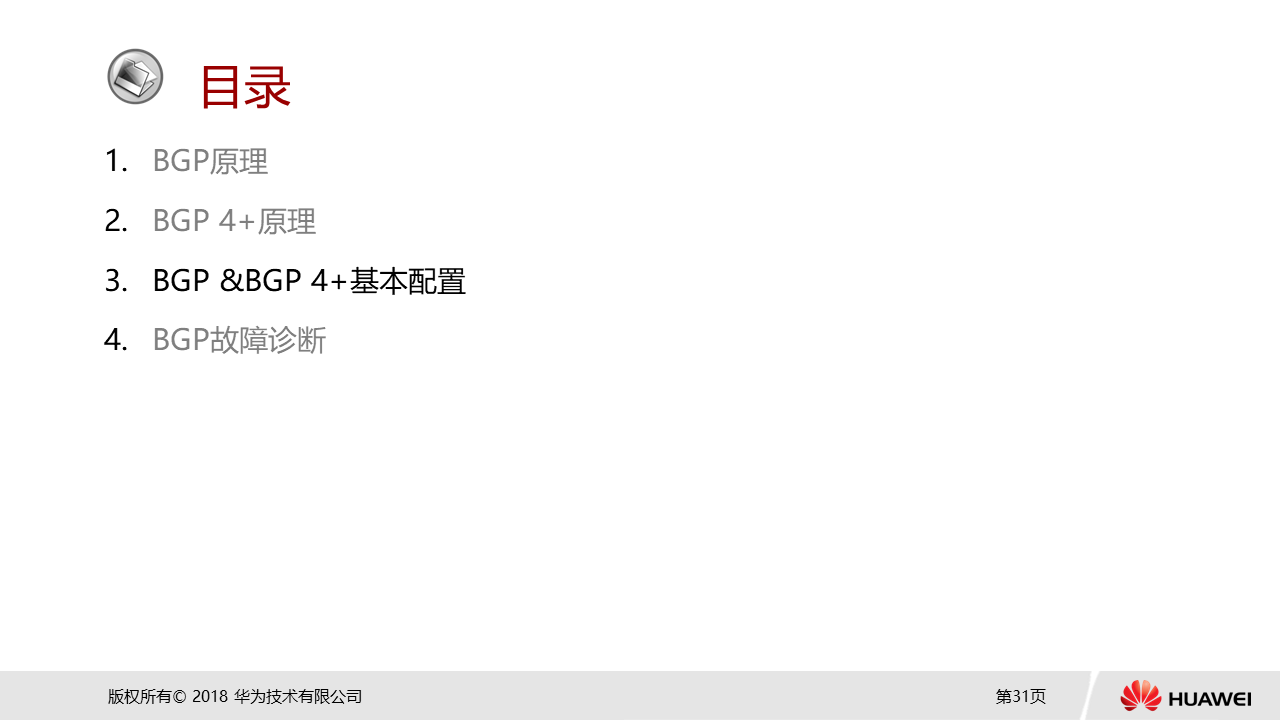 目录
1. BGP原理
2. BGP 4+原理
3. BGP &BGP 4+基本配置
4. BGP故障诊断
版权所有© 2018 华为技术有限公司
第31页
HUAWEI